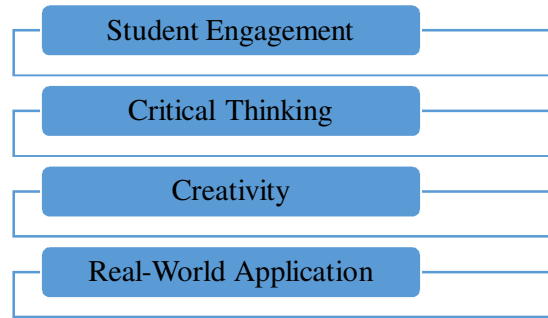 Student Engagement
Critical Thinking
Creativity
Real-World Application